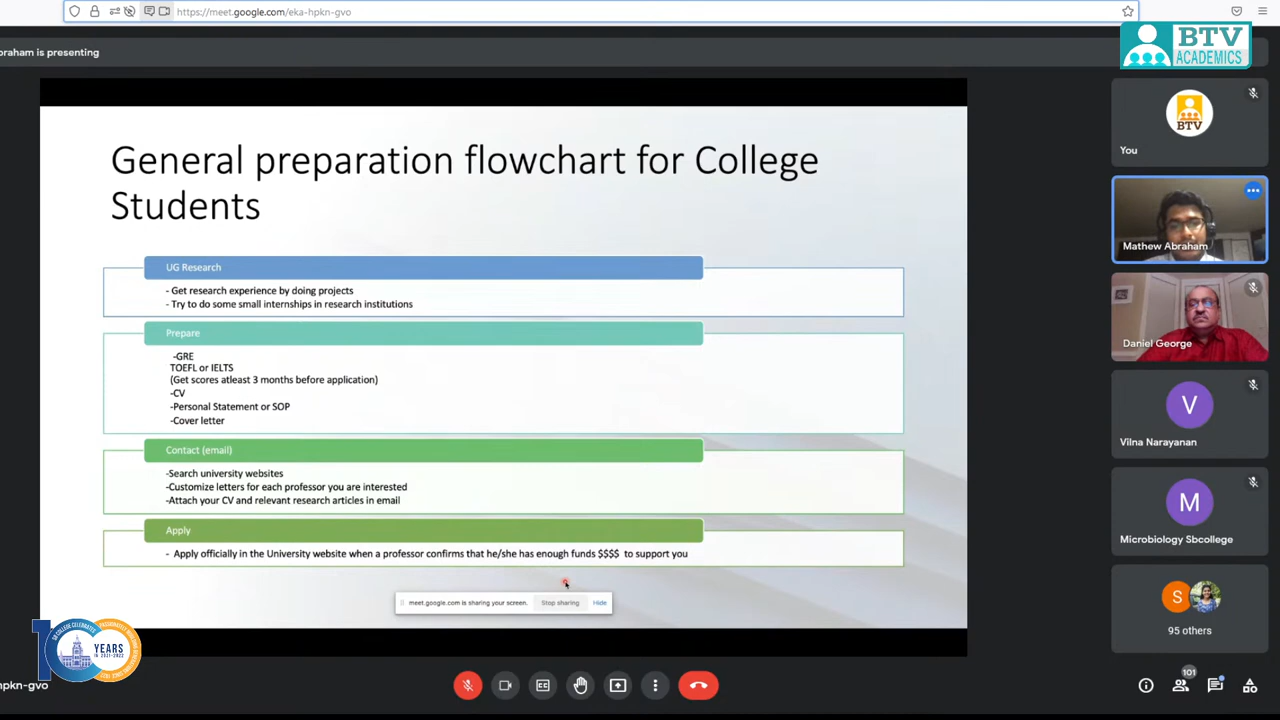 https://meet.google.com/eka-hpkn-gvo
braham is presenting
BTV
ACADEMICS
General preparation flowchart for College
Students
UG Research
- Get research experience by doing projects
- Try to do some small internships in research institutions
Prepare
-GRE
TOEFL or IELTS
(Get scores atleast 3 months before application)
-CV
-Personal Statement or SOP
-Cover letter
Contact (email)
-Search university websites
-Customize letters for each professor you are interested
-Attach your CV and relevant research articles in email
Apply
- Apply officially in the University website when a professor confirms that he/she has enough funds $$$$ to support you
meet.google.com is sharing your screen.
Stop sharing
Hide
BTV
You
Mathew Abraham
Daniel George
V
Vilna Narayanan
M
Microbiology Sbcollege
S
95 others
YEARS
IN 2021-2022
hpkn-gvo
101